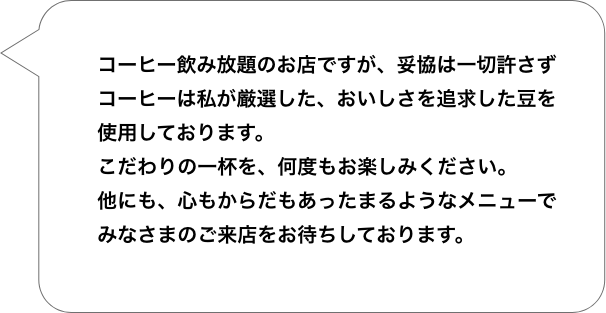 コーヒー飲み放題のお店ですが、妥協は一切許さず
コーヒーは私が厳選した、おいしさを追求した豆を
使用しております。
こだわりの一杯を、何度もお楽しみください。
他にも、心もからだもあったまるようなメニューで
みなさまのご来店をお待ちしております。